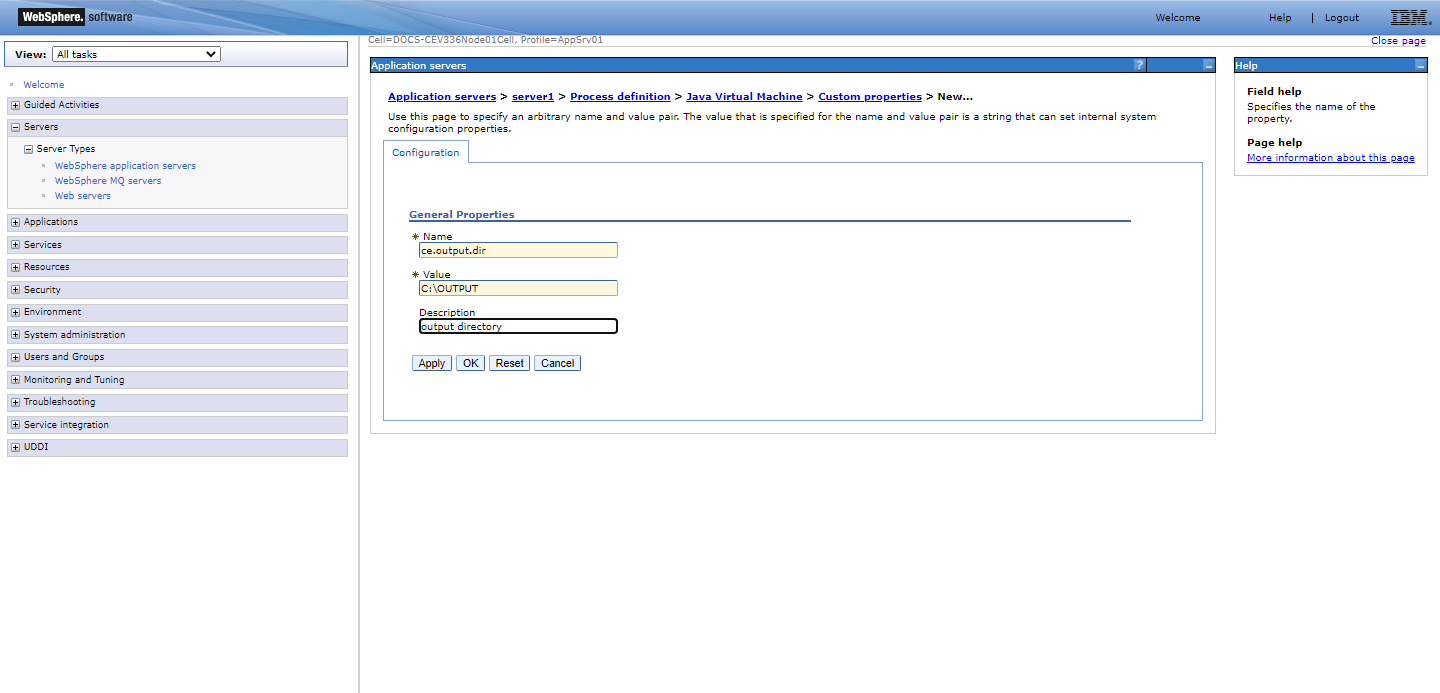 WebSphere. software
Welcome Help | Logout IBM.
View: All tasks
Cell=DOCS-CEV336Node01Cell, Profile=AppSrv01
Close page
Welcome
Guided Activities
Servers
Server Types
WebSphere application servers
WebSphere MQ servers
Web servers
Applications
Services
Resources
Security
Environment
System administration
Users and Groups
Monitoring and Tuning
Troubleshooting
Service integration
UDDI
Application servers ?
Application servers > server1 > Process definition > Java Virtual Machine > Custom properties > New...
Use this page to specify an arbitrary name and value pair. The value that is specified for the name and value pair is a string that can set internal system
configuration properties.
Configuration
General Properties
* Name
ce.output.dir
* Value
C:\OUTPUT
Description
output directory
Apply OK Reset Cancel
Help
Field help
Specifies the name of the
property.
Page help
More information about this page